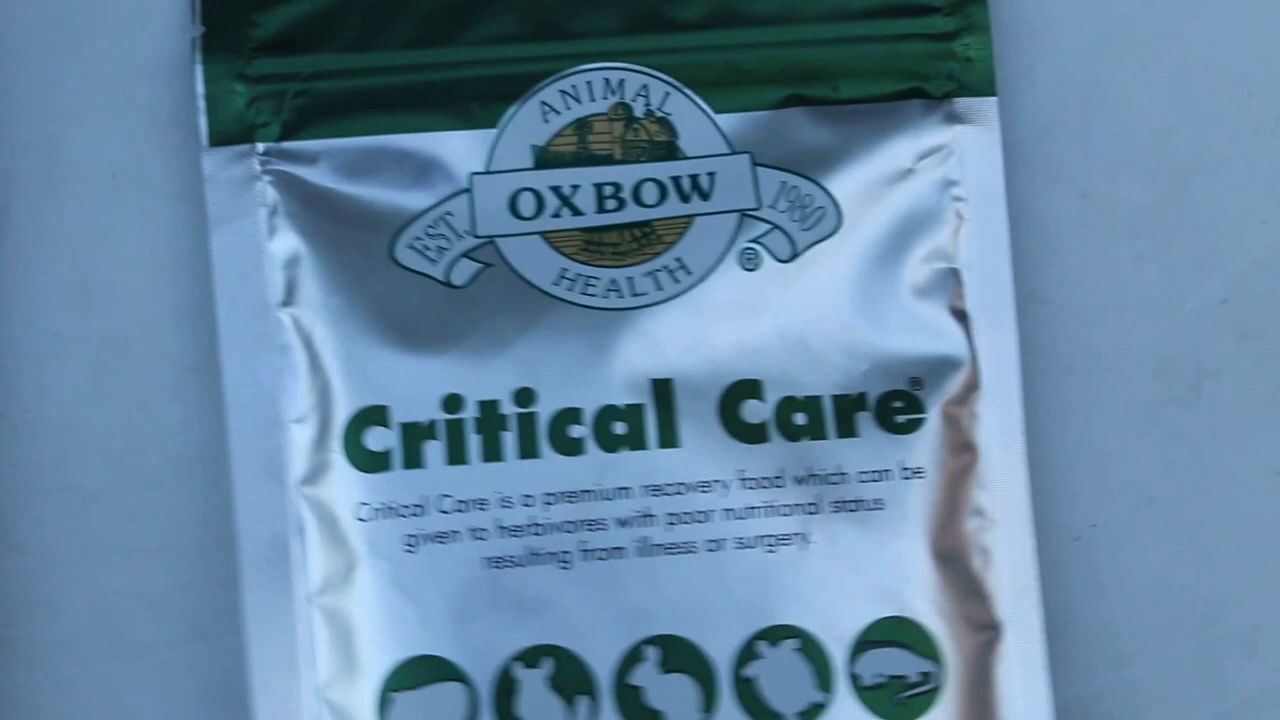 ANIMAL
OXBOW
EST. 1980
HEALTH
®
Critical Care®
Critical Care is a premium recovery food which can be
given to herbivores with poor nutritional status
resulting from illness or surgery.